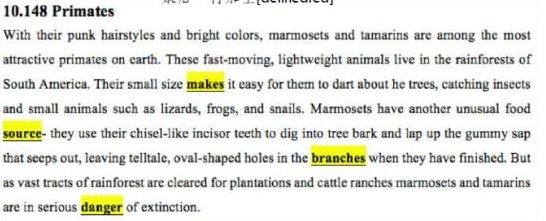 10.148 Primates
With their punk hairstyles and bright colors, marmosets and tamarins are among the most
attractive primates on earth. These fast-moving, lightweight animals live in the rainforests of
South America. Their small size makes it easy for them to dart about he trees, catching insects
and small animals such as lizards, frogs, and snails. Marmosets have another unusual food
source- they use their chisel-like incisor teeth to dig into tree bark and lap up the gummy sap
that seeps out, leaving telltale, oval-shaped holes in the branches when they have finished. But
as vast tracts of rainforest are cleared for plantations and cattle ranches marmosets and tamarins
are in serious danger of extinction.